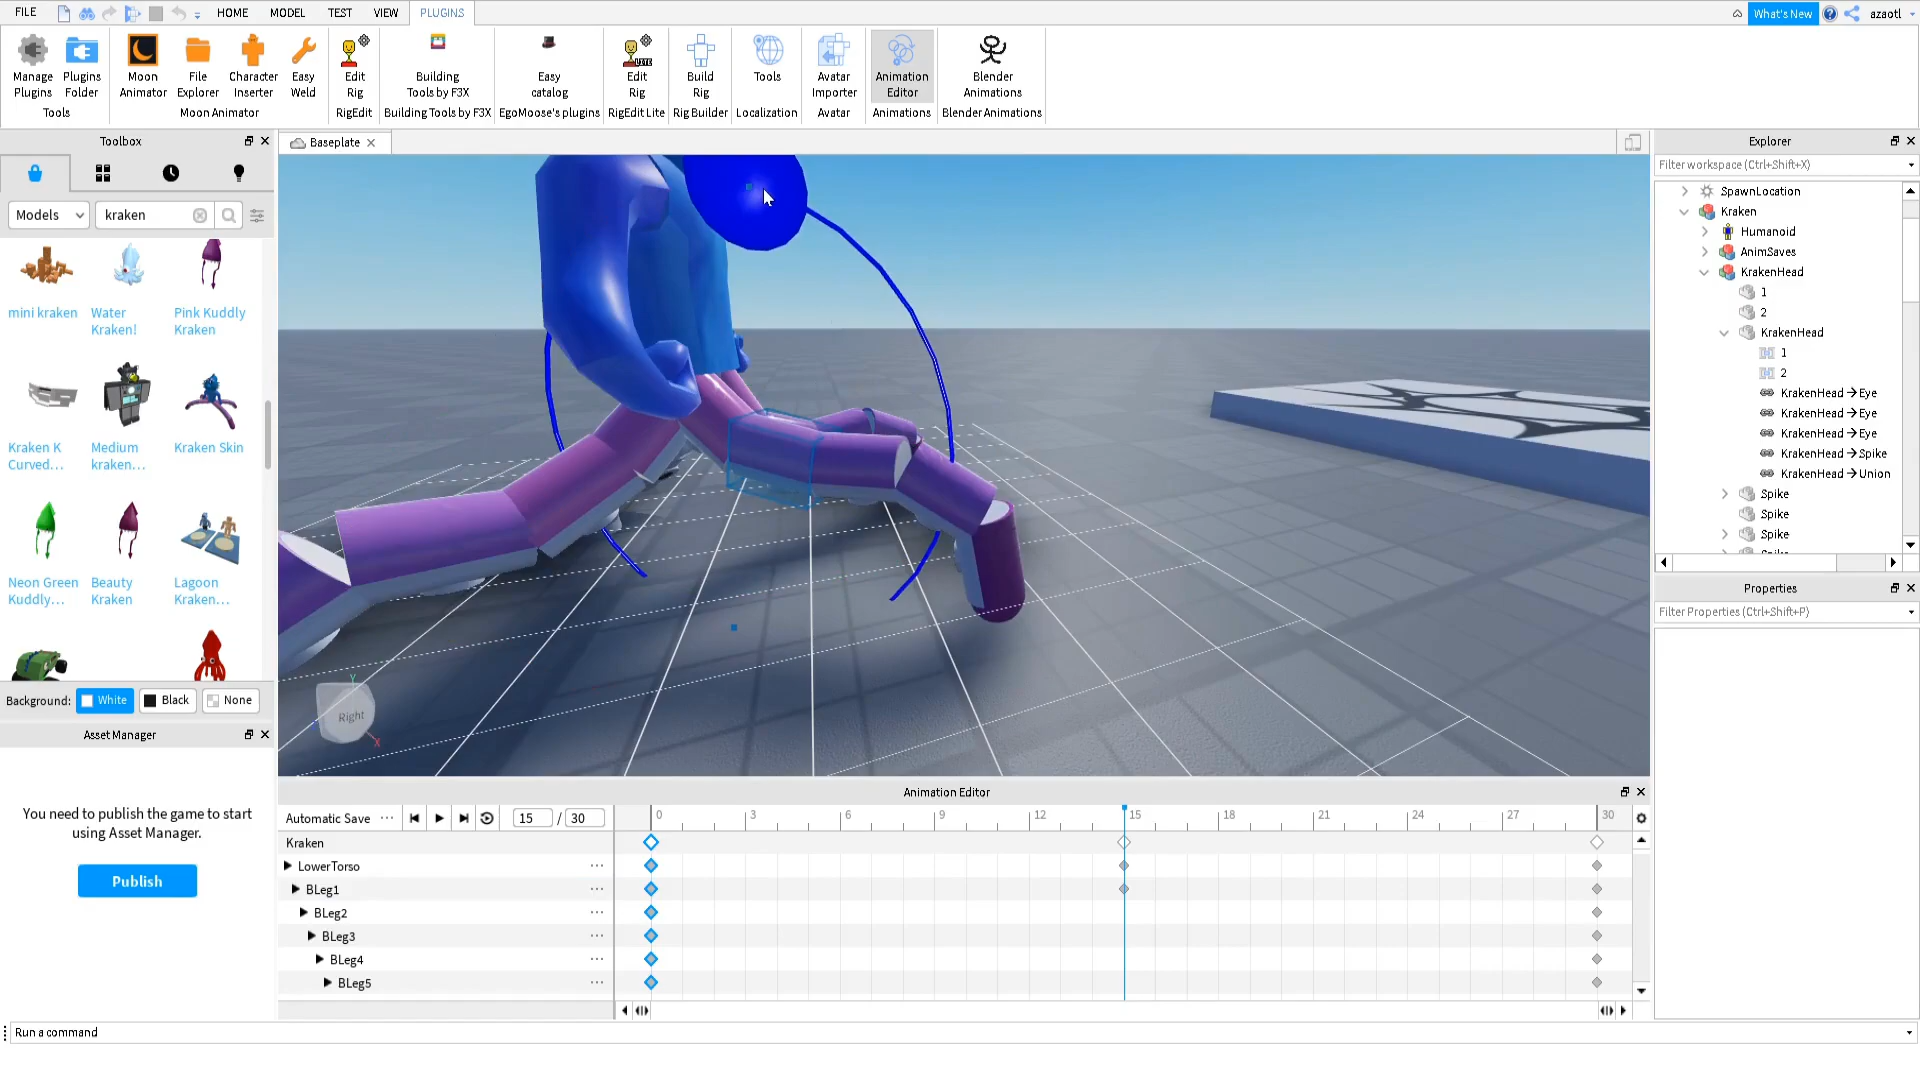 FILE HOME MODEL TEST VIEW PLUGINS What's New azaotl
Manage Plugins
Plugins Folder
Tools
Moon Animator
File Explorer
Character Inserter
Easy Weld
Moon Animator
Edit Rig
RigEdit
Building Tools by F3X
Building Tools by F3X
Easy catalog
EgoMoose's plugins
Edit Rig
RigEdit Lite
Build Rig
Rig Builder
Tools
Localization
Avatar Importer
Avatar
Animation Editor
Animations
Blender Animations
Blender Animations
Toolbox
Models kraken
mini kraken
Water Kraken!
Pink Kuddly Kraken
Kraken K Curved...
Medium kraken...
Kraken Skin
Neon Green Kuddly...
Beauty Kraken
Lagoon Kraken...
Background: White Black None
Asset Manager
You need to publish the game to start
using Asset Manager.
Publish
Baseplate
Right
Y
X
Animation Editor
Automatic Save ... 15 / 30
0 3 6 9 12 15 18 21 24 27 30
Kraken
LowerTorso ...
BLeg1 ...
BLeg2 ...
BLeg3 ...
BLeg4 ...
BLeg5 ...
Explorer
Filter workspace (Ctrl+Shift+X)
SpawnLocation
Kraken
Humanoid
AnimSaves
KrakenHead
1
2
KrakenHead
1
2
KrakenHead→Eye
KrakenHead→Eye
KrakenHead→Eye
KrakenHead→Spike
KrakenHead→Union
Spike
Spike
Spike
Properties
Filter Properties (Ctrl+Shift+P)
Run a command